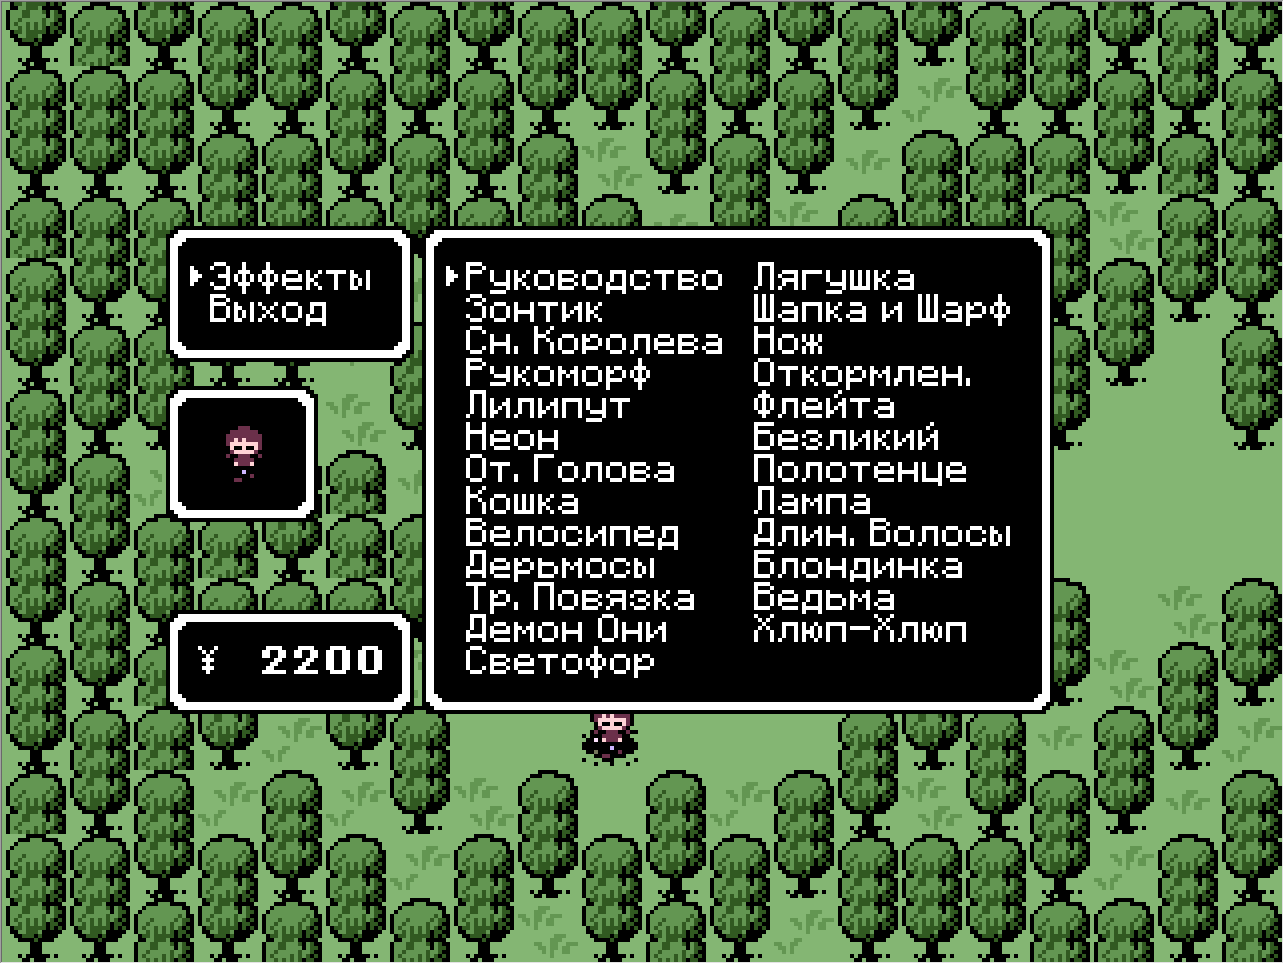 Эффекты
Выход
¥ 2200
Руководство
Зонтик
Сн. Королева
Рукоморф
Лилипут
Неон
От. Голова
Кошка
Велосипед
Дерьмосы
Тр. Повязка
Демон Они
Светофор
Лягушка
Шапка и Шарф
Нож
Откормлен.
Флейта
Безликий
Полотенце
Лампа
Длин. Волосы
Блондинка
Ведьма
Хлюп-Хлюп